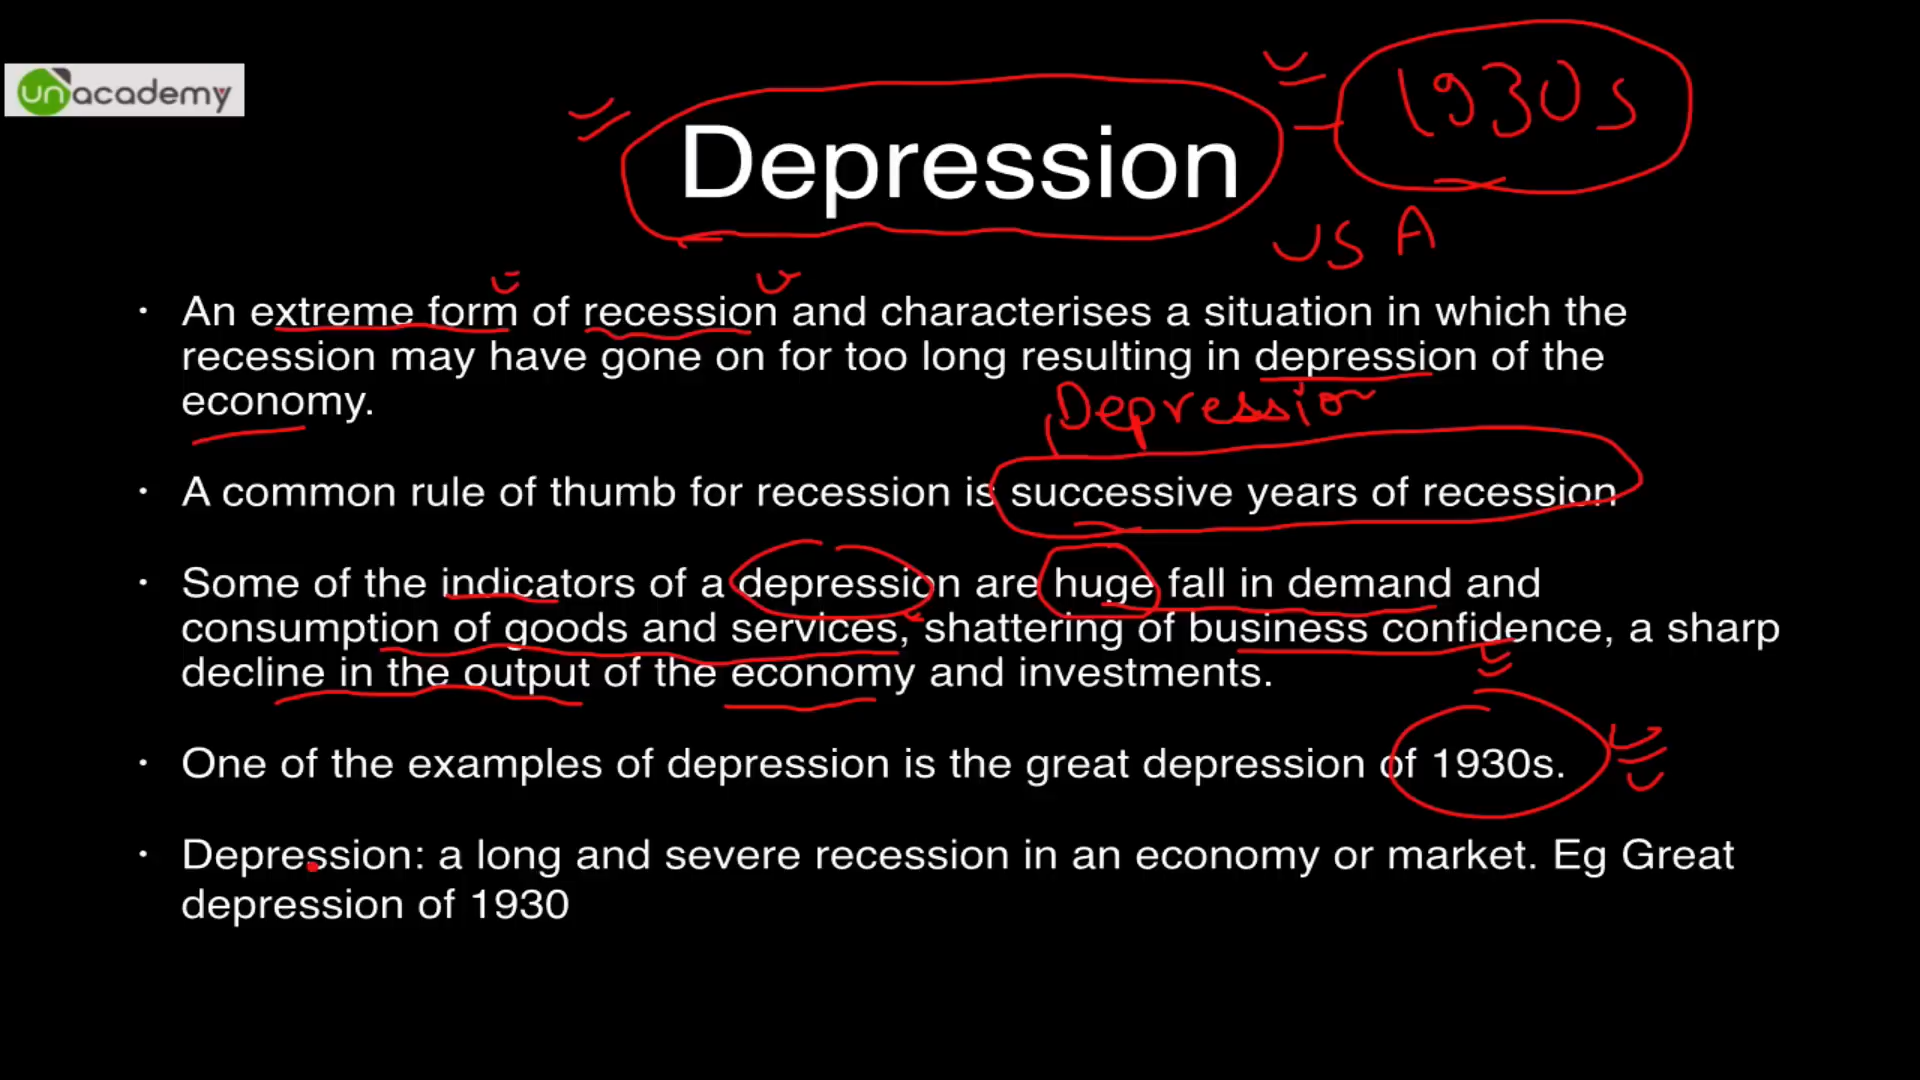 unacademy
Depression
1930s
USA
• An extreme form of recession and characterises a situation in which the
recession may have gone on for too long resulting in depression of the
economy.
Depression
• A common rule of thumb for recession is successive years of recession
• Some of the indicators of a depression are huge fall in demand and
consumption of goods and services, shattering of business confidence, a sharp
decline in the output of the economy and investments.
• One of the examples of depression is the great depression of 1930s.
• Depression: a long and severe recession in an economy or market. Eg Great
depression of 1930